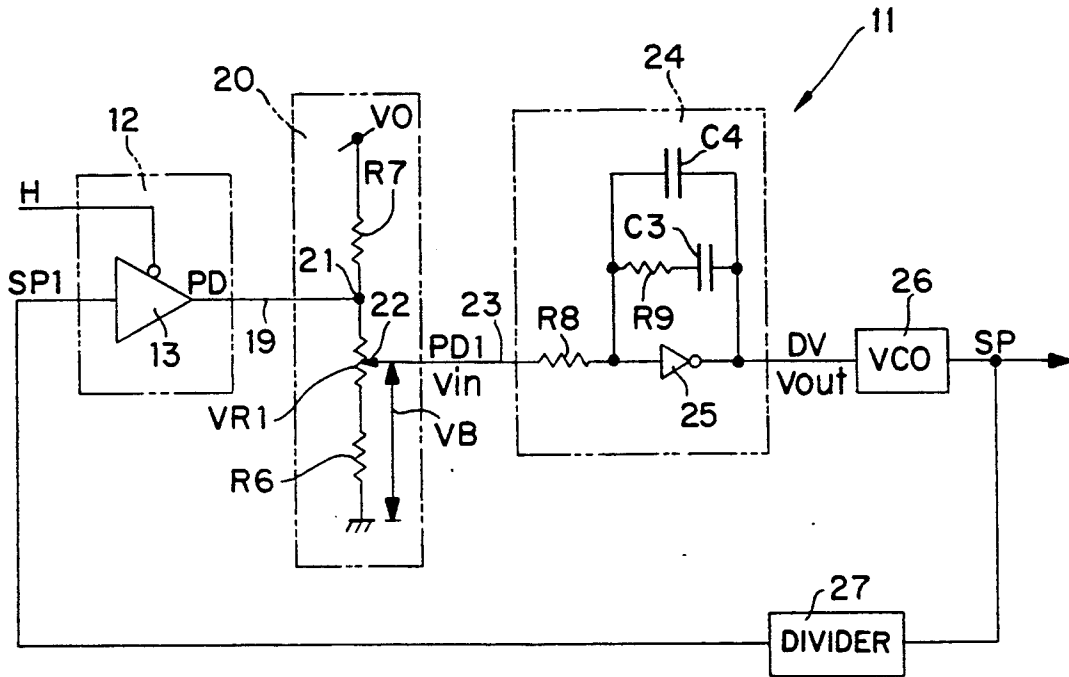 11
20
24
12
VO
C4
H
R7
C3
SP1
PD
21
22
23
R8
R9
26
13
19
PD1
Vin
DV
Vout
VCO
SP
VR1
VB
25
R6
27
DIVIDER